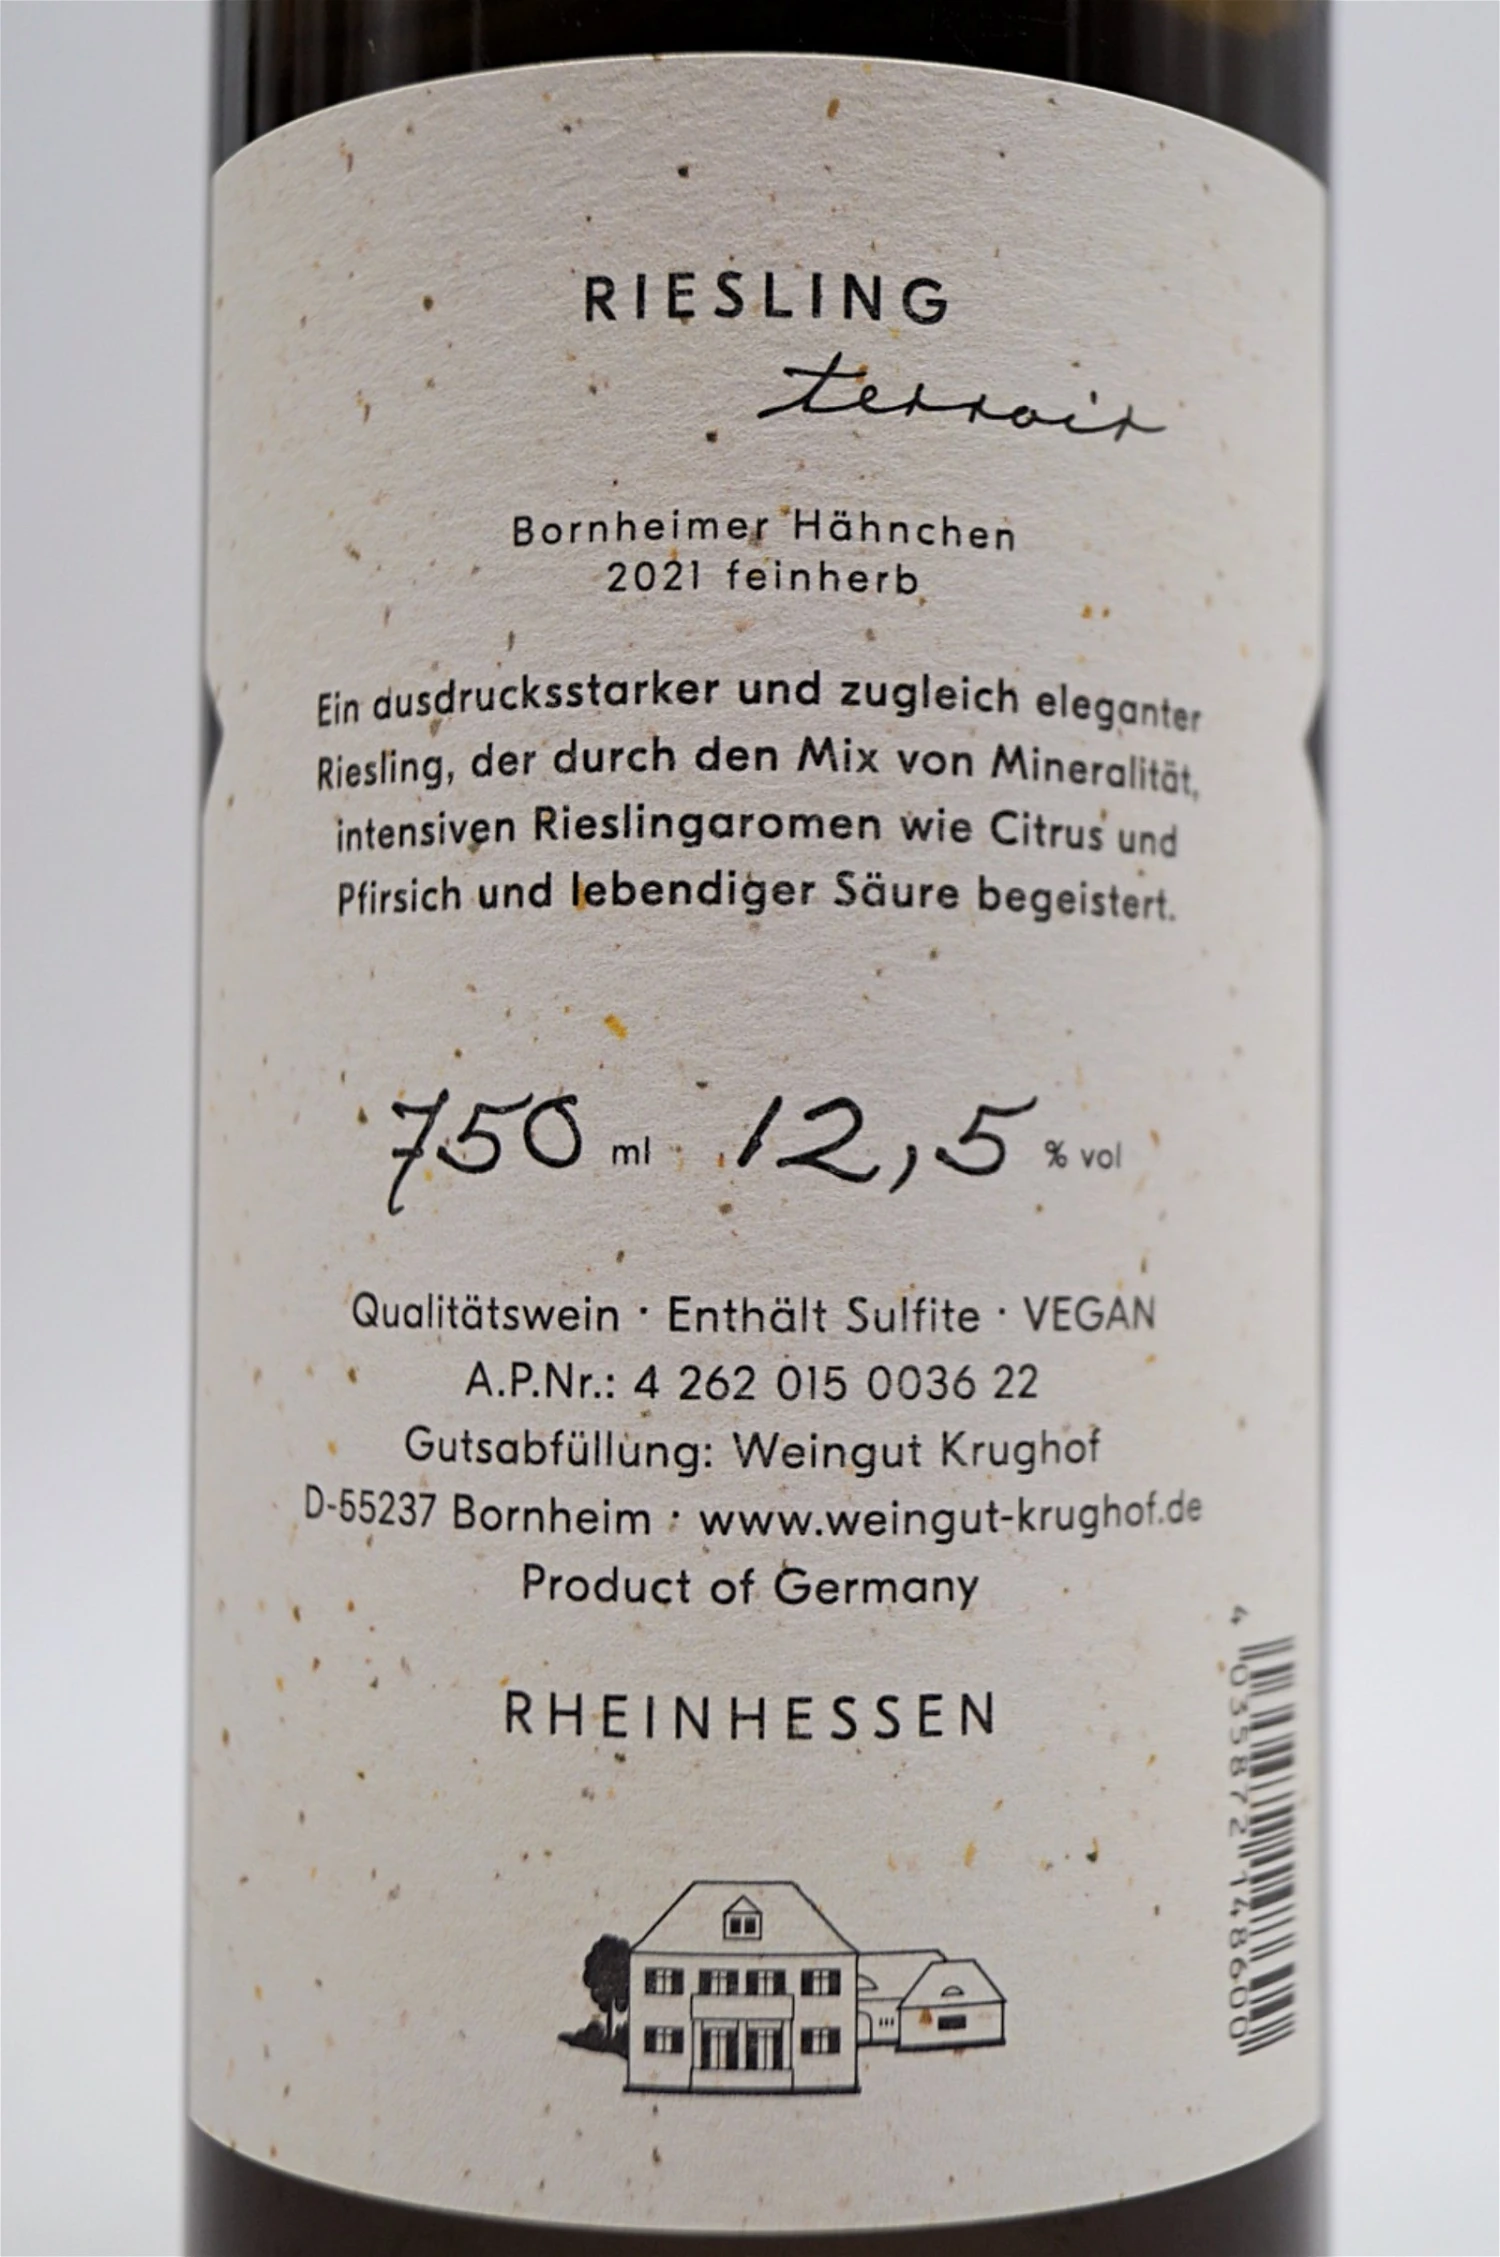 RIESLING
terroir
Bornheimer Hähnchen
2021 feinherb
Ein ausdrucksstarker und zugleich eleganter
Riesling, der durch den Mix von Mineralität,
intensiven Rieslingaromen wie Citrus und
Pfirsich und lebendiger Säure begeistert.
750 ml 12,5 % vol
Qualitätswein · Enthält Sulfite · VEGAN
A.P.Nr.: 4 262 015 0036 22
Gutsabfüllung: Weingut Krughof
D-55237 Bornheim · www.weingut-krughof.de
Product of Germany
RHEINHESSEN
4 035872 148600